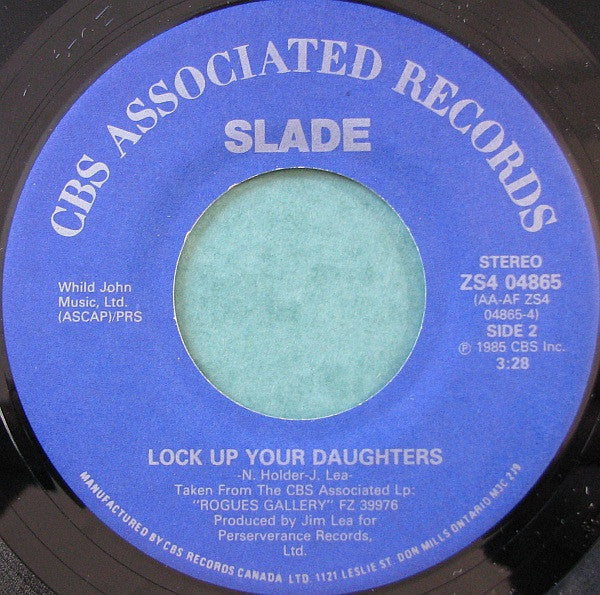 CBS ASSOCIATED RECORDS
SLADE
Whild John
Music, Ltd.
(ASCAP)/PRS
STEREO
ZS4 04865
(AA-AF ZS4
04865-4)
SIDE 2
℗ 1985 CBS Inc.
3:28
LOCK UP YOUR DAUGHTERS
-N. Holder-J. Lea-
Taken From The CBS Associated Lp:
"ROGUES GALLERY" FZ 39976
Produced by Jim Lea for
Perserverance Records,
Ltd.
MANUFACTURED BY CBS RECORDS CANADA LTD. 1121 LESLIE ST. DON MILLS ONTARIO M3C 2J9